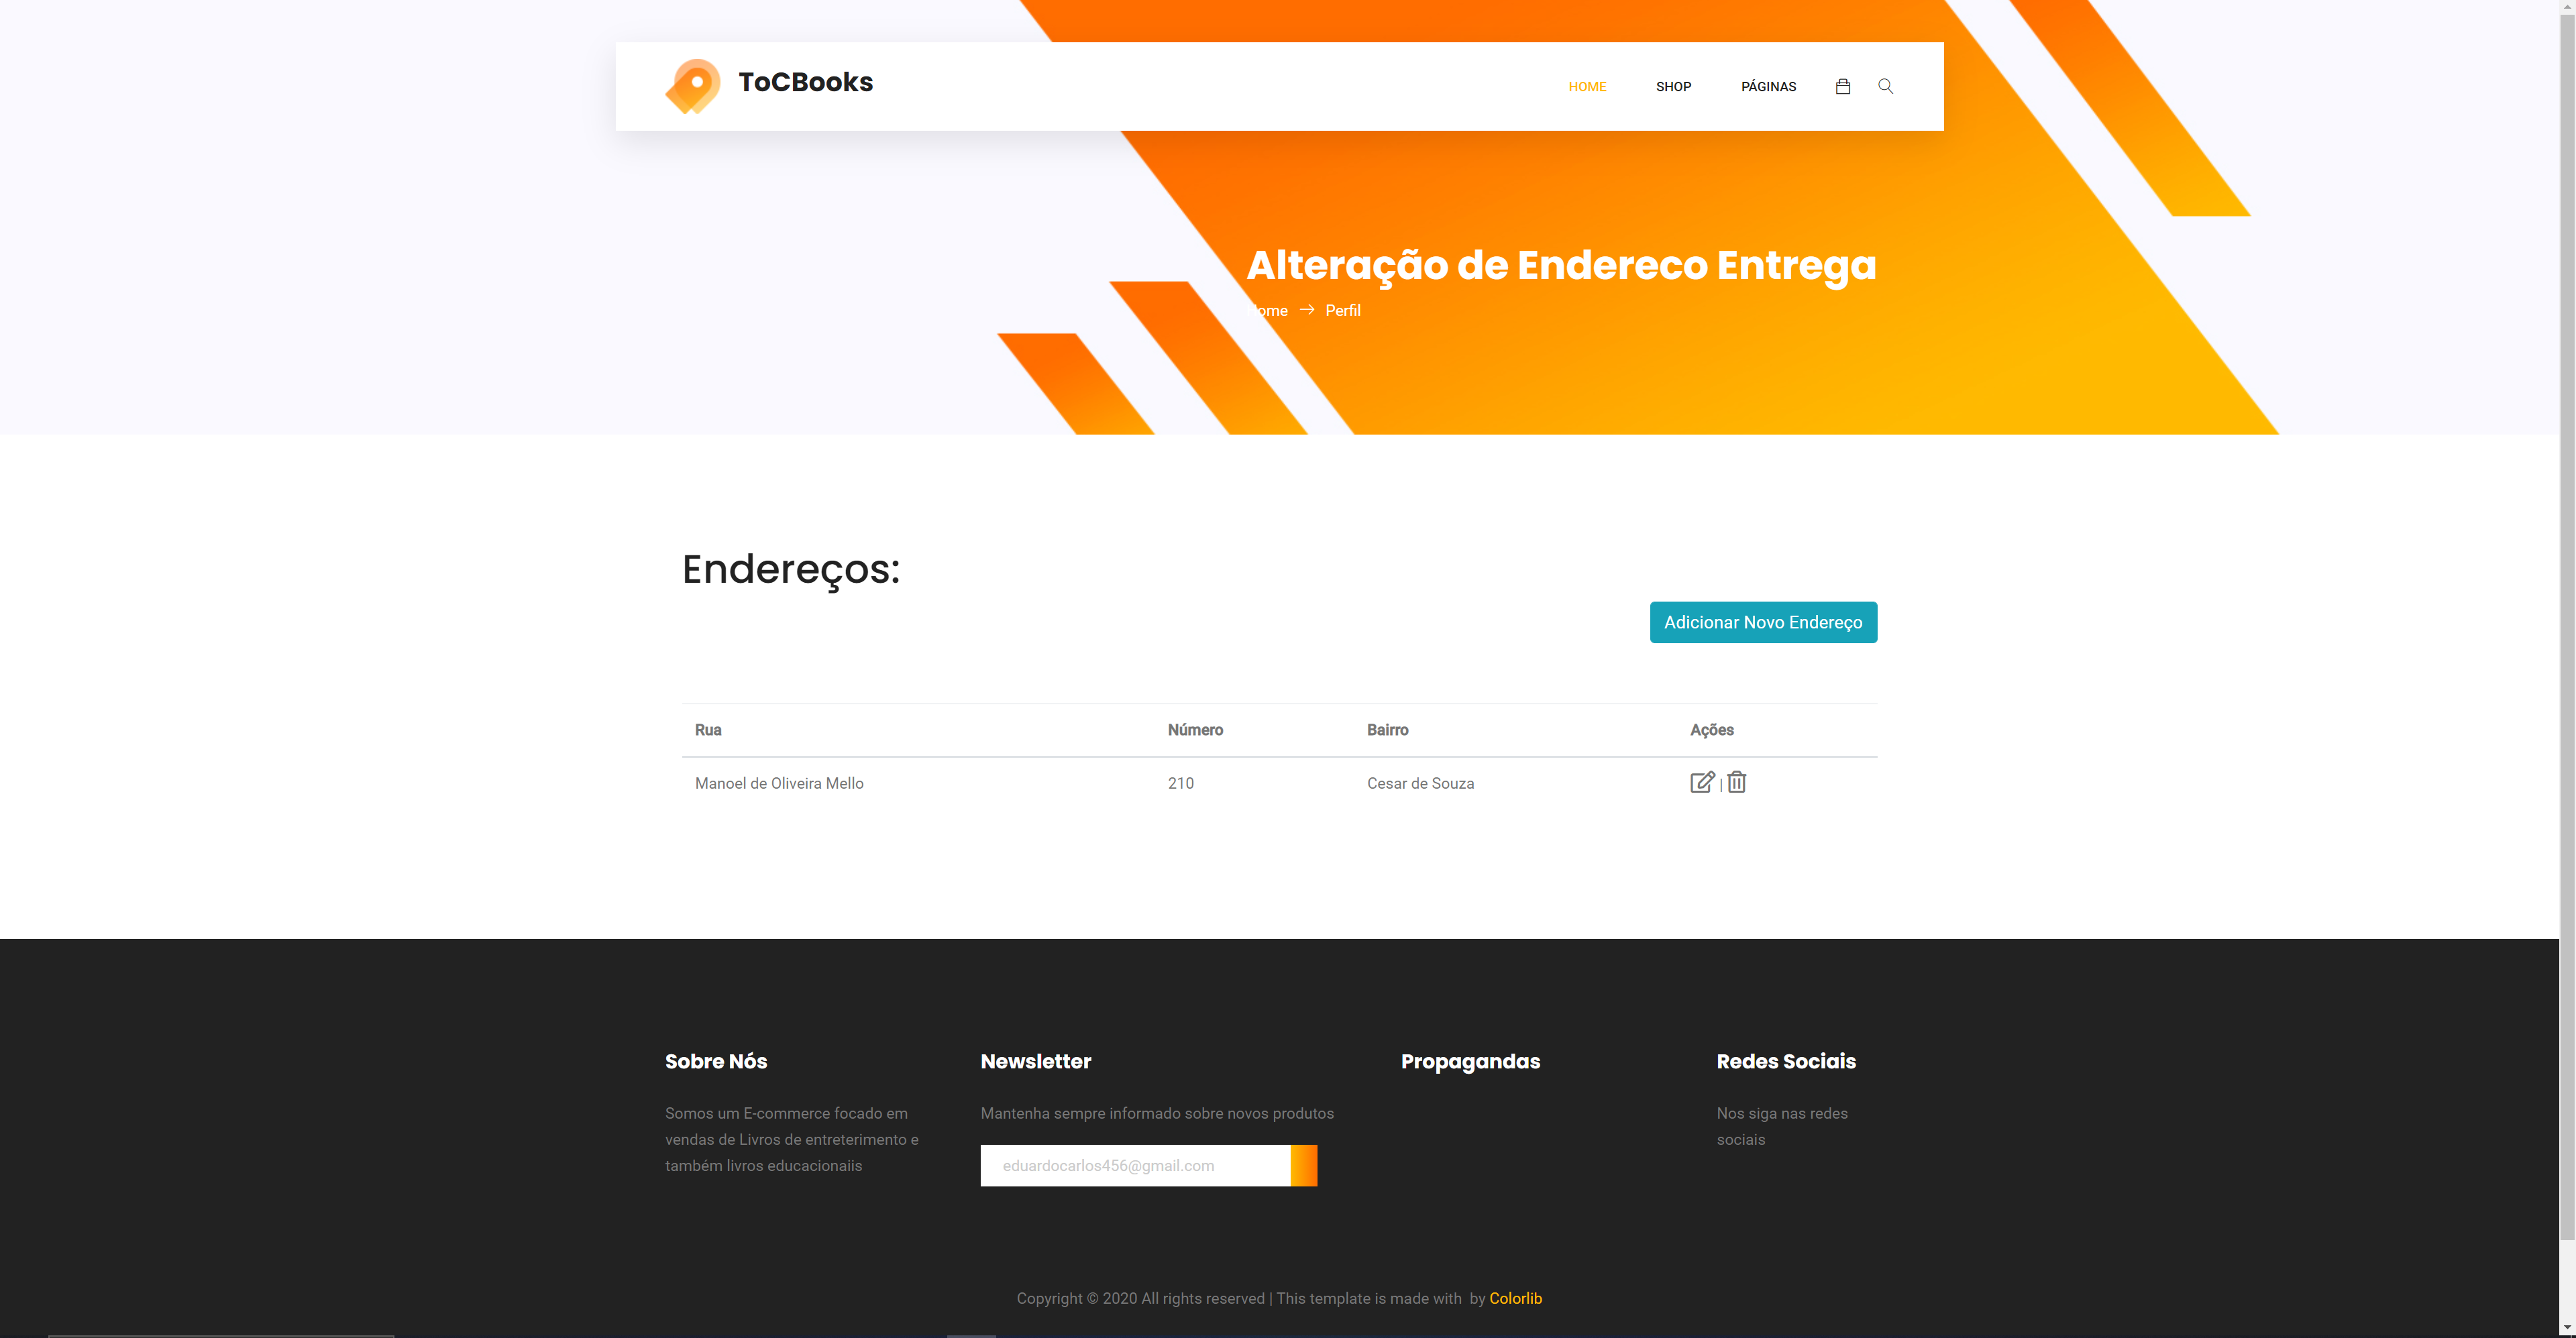 ToCBooks
HOME SHOP PÁGINAS
Alteração de Endereco Entrega
Home → Perfil
Endereços:
Adicionar Novo Endereço
Rua Número Bairro Ações
Manoel de Oliveira Mello 210 Cesar de Souza |
Sobre Nós
Somos um E-commerce focado em
vendas de Livros de entreterimento e
também livros educacionaiis
Newsletter
Mantenha sempre informado sobre novos produtos
eduardocarlos456@gmail.com
Propagandas
Redes Sociais
Nos siga nas redes
sociais
Copyright © 2020 All rights reserved | This template is made with by Colorlib